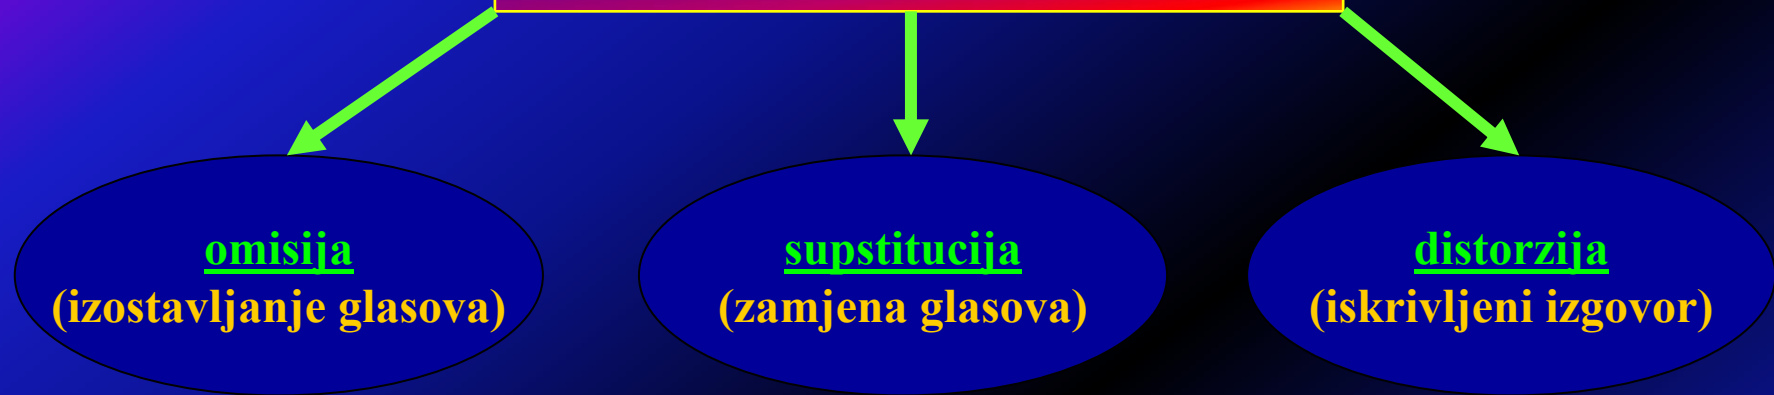 omisija
(izostavljanje glasova)
supstitucija
(zamjena glasova)
distorzija
(iskrivljeni izgovor)